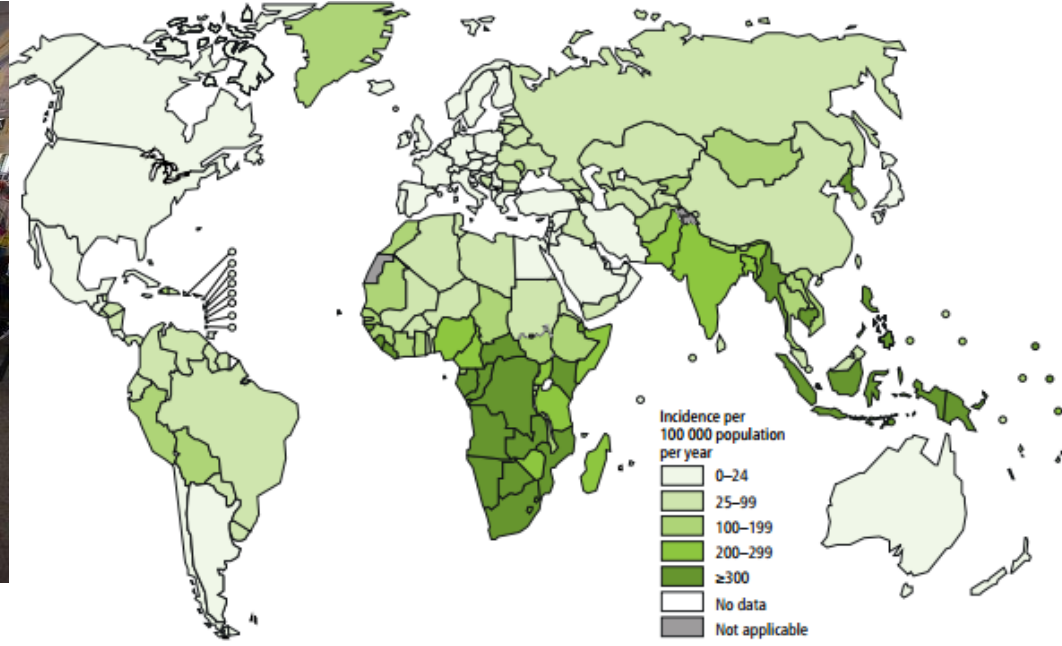 Incidence per
100 000 population
per year
0–24
25–99
100–199
200–299
≥300
No data
Not applicable